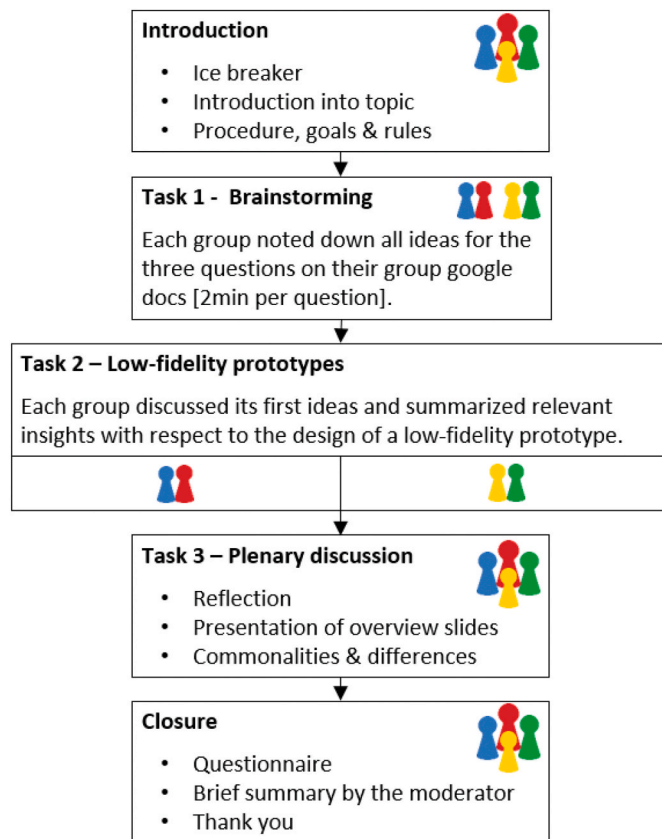 Introduction
• Ice breaker
• Introduction into topic
• Procedure, goals & rules
Task 1 - Brainstorming
Each group noted down all ideas for the
three questions on their group google
docs [2min per question].
Task 2 – Low-fidelity prototypes
Each group discussed its first ideas and summarized relevant
insights with respect to the design of a low-fidelity prototype.
Task 3 – Plenary discussion
• Reflection
• Presentation of overview slides
• Commonalities & differences
Closure
• Questionnaire
• Brief summary by the moderator
• Thank you